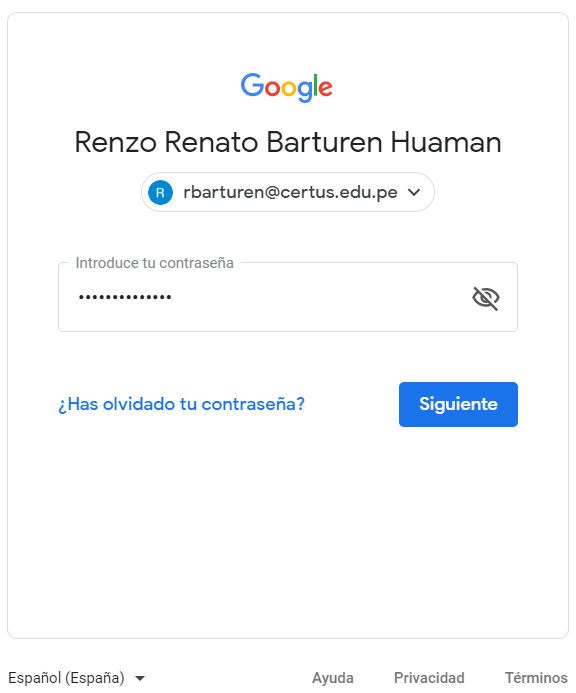 Google
Renzo Renato Barturen Huaman
R rbarturen@certus.edu.pe
Introduce tu contraseña
••••••••••••••
¿Has olvidado tu contraseña? Siguiente
Español (España) Ayuda Privacidad Términos